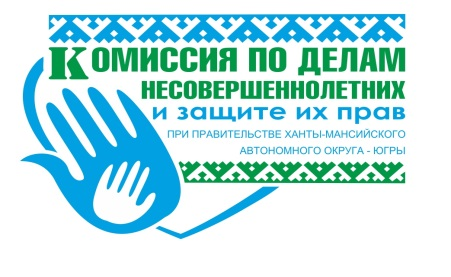 Комиссия по делам
несовершеннолетних
и защите их прав
при Правительстве Ханты-Мансийского
автономного округа - Югры